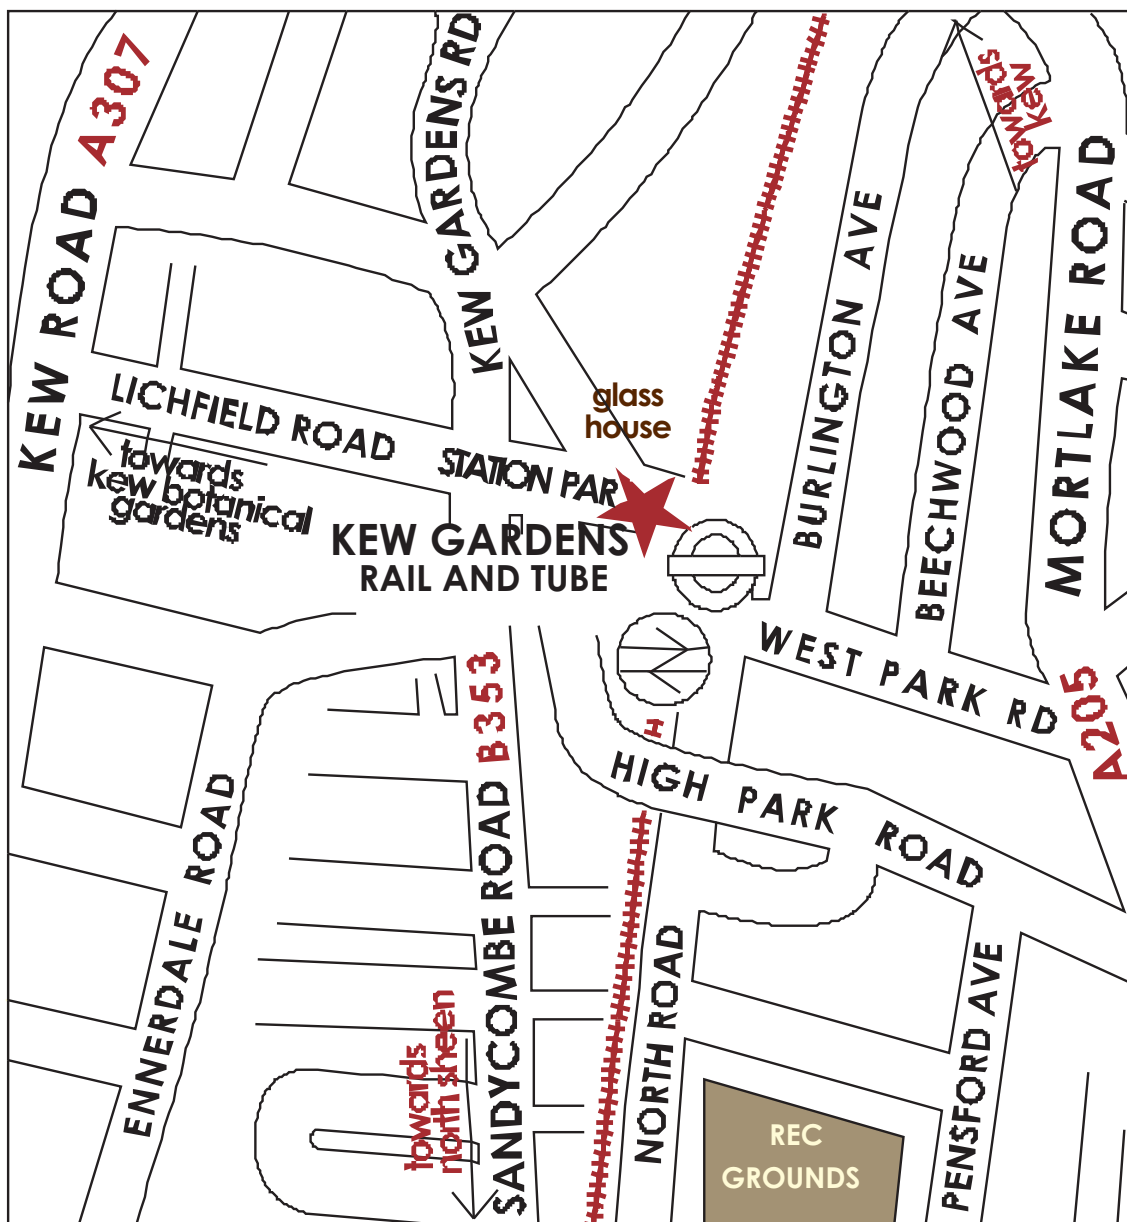 A307
KEW GARDENS RD
towards
kew
KEW ROAD
KEW
BURLINGTON AVE
BEECHWOOD AVE
MORTLAKE ROAD
LICHFIELD ROAD
STATION PAR
glass
house
towards
kew botanical
gardens
KEW GARDENS
RAIL AND TUBE
WEST PARK RD
A205
B353
HIGH PARK ROAD
ENNERDALE ROAD
SANDYCOMBE ROAD
NORTH ROAD
PENSFORD AVE
towards
north sheen
REC
GROUNDS